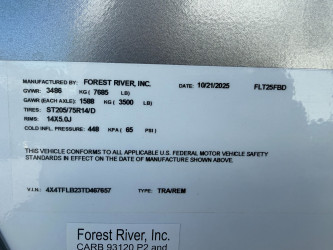 MANUFACTURED BY: FOREST RIVER, INC. DATE: 10/21/2025 FLT25FBD
GVWR: 3486 KG ( 7685 LB)
GAWR (EACH AXLE): 1588 KG ( 3500 LB)
TIRES: ST205/75R14/D
RIMS: 14X5.0J
COLD INFL. PRESSURE: 448 KPA ( 65 PSI )
THIS VEHICLE CONFORMS TO ALL APPLICABLE U.S. FEDERAL MOTOR VEHICLE SAFETY
STANDARDS IN EFFECT ON THE DATE OF MANUFACTURE SHOWN ABOVE.
V.I.N.: 4X4TFLB23TD467657 TYPE: TRA/REM
Forest River, Inc.
CARB 93120 P2 and